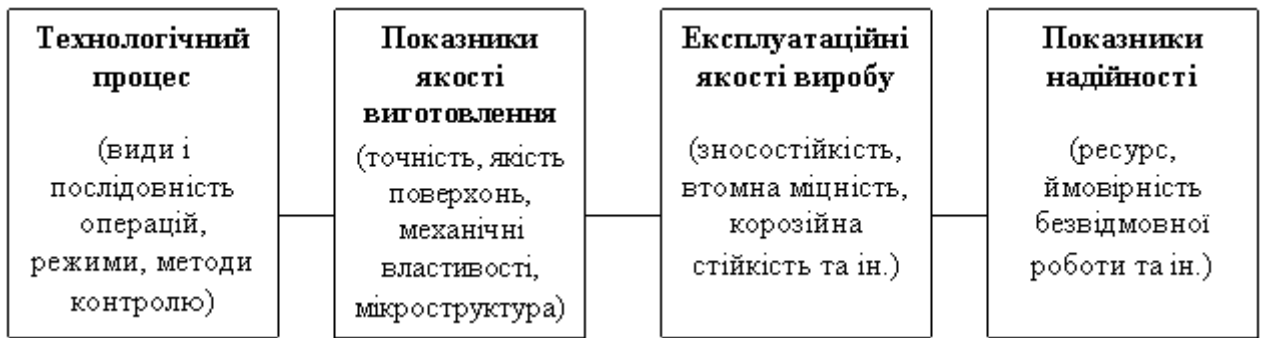 Технологічний
процес
(види і
послідовність
операцій,
режими, методи
контролю)
Показники
якості
виготовлення
(точність, якість
поверхонь,
механічні
властивості,
мікроструктура)
Експлуатаційні
якості виробу
(зносостійкість,
втомна міцність,
корозійна
стійкість та ін.)
Показники
надійності
(ресурс,
ймовірність
безвідмовної
роботи та ін.)